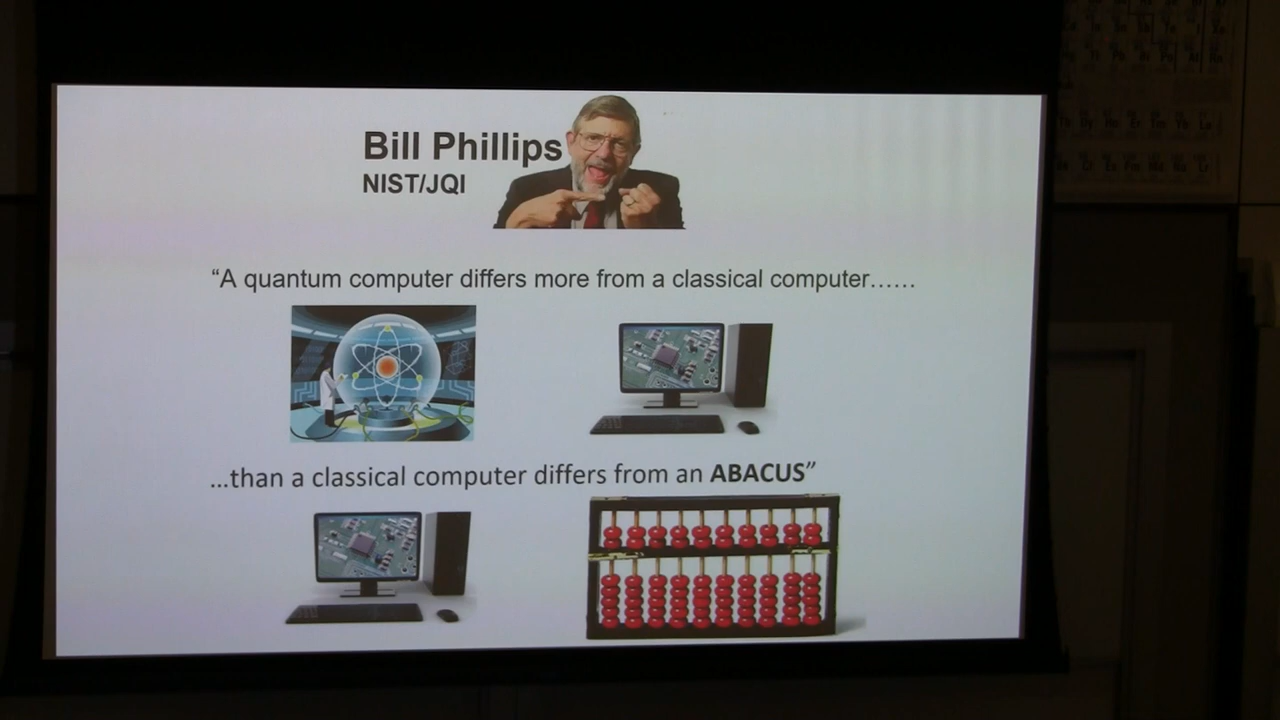 Bill Phillips
NIST/JQI
“A quantum computer differs more from a classical computer……
...than a classical computer differs from an ABACUS”